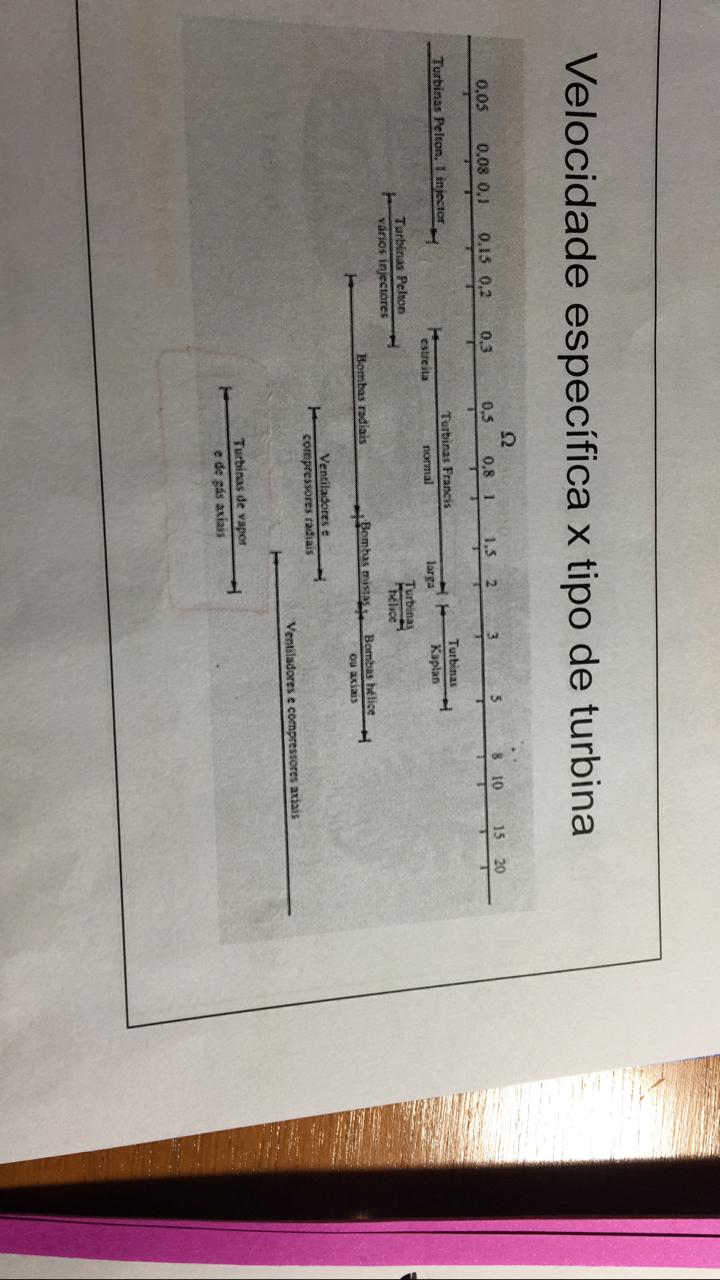 Velocidade específica x tipo de turbina
Ω
0,05 0,08 0,1 0,15 0,2 0,3 0,5 0,8 1 1,5 2 3 5 8 10 15 20
Turbinas Pelton, 1 injector
Turbinas Francis
estreita normal larga
Turbinas
Kaplan
Turbinas Pelton
vários injectores
Turbinas
hélice
Bombas radiais
Bombas mistas
Bombas hélice
ou axiais
Ventiladores e
compressores radiais
Ventiladores e compressores axiais
Turbinas de vapor
e de gás axiais